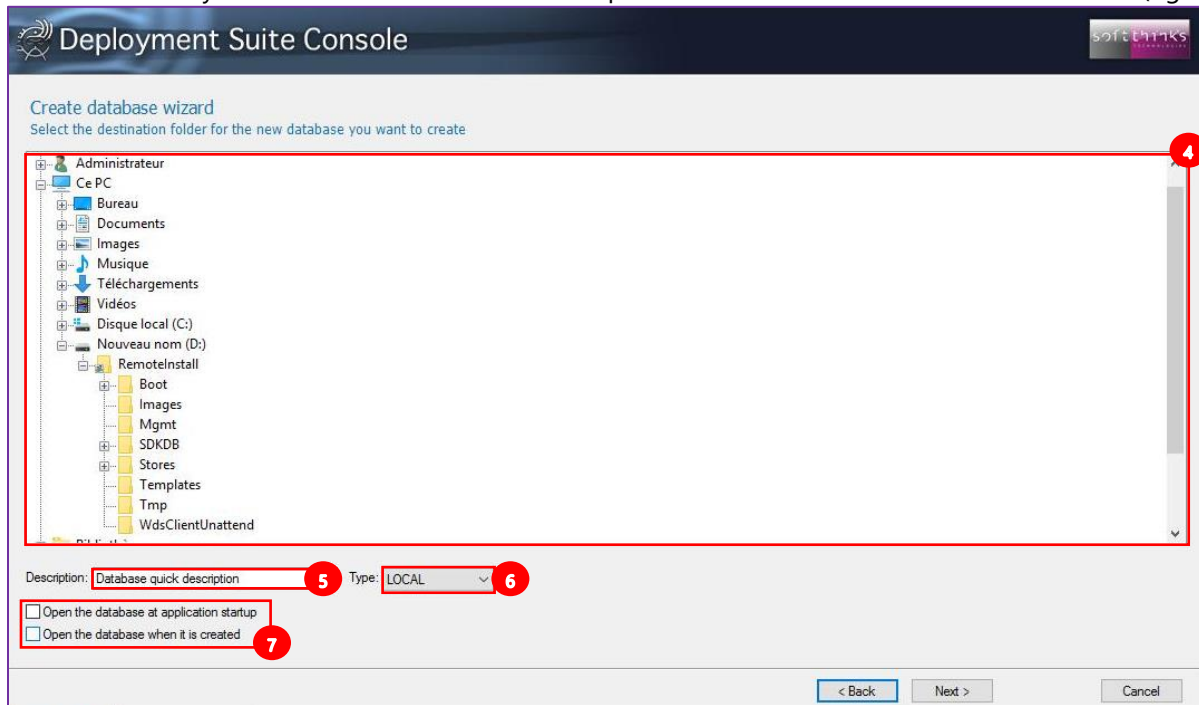 Deployment Suite Console
softthinks
Create database wizard
Select the destination folder for the new database you want to create
4
Administrateur
Ce PC
Bureau
Documents
Images
Musique
Téléchargements
Vidéos
Disque local (C:)
Nouveau nom (D:)
RemoteInstall
Boot
Images
Mgmt
SDKDB
Stores
Templates
Tmp
WdsClientUnattend
Description: Database quick description 5 Type: LOCAL 6
Open the database at application startup
Open the database when it is created
7
< Back Next > Cancel